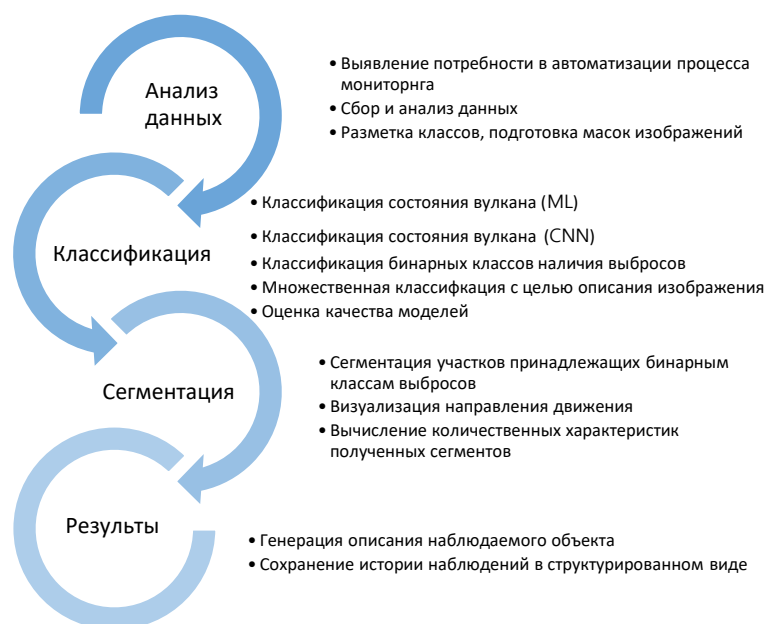 Анализ
данных
• Выявление потребности в автоматизации процесса
мониторнга
• Сбор и анализ данных
• Разметка классов, подготовка масок изображений
Классификация
• Классификация состояния вулкана (ML)
• Классификация состояния вулкана (CNN)
• Классификация бинарных классов наличия выбросов
• Множественная классифкация с целью описания изображения
• Оценка качества моделей
Сегментация
• Сегментация участков принадлежащих бинарным
классам выбросов
• Визуализация направления движения
• Вычисление количественных характеристик
полученных сегментов
Результы
• Генерация описания наблюдаемого объекта
• Сохранение истории наблюдений в структурированном виде